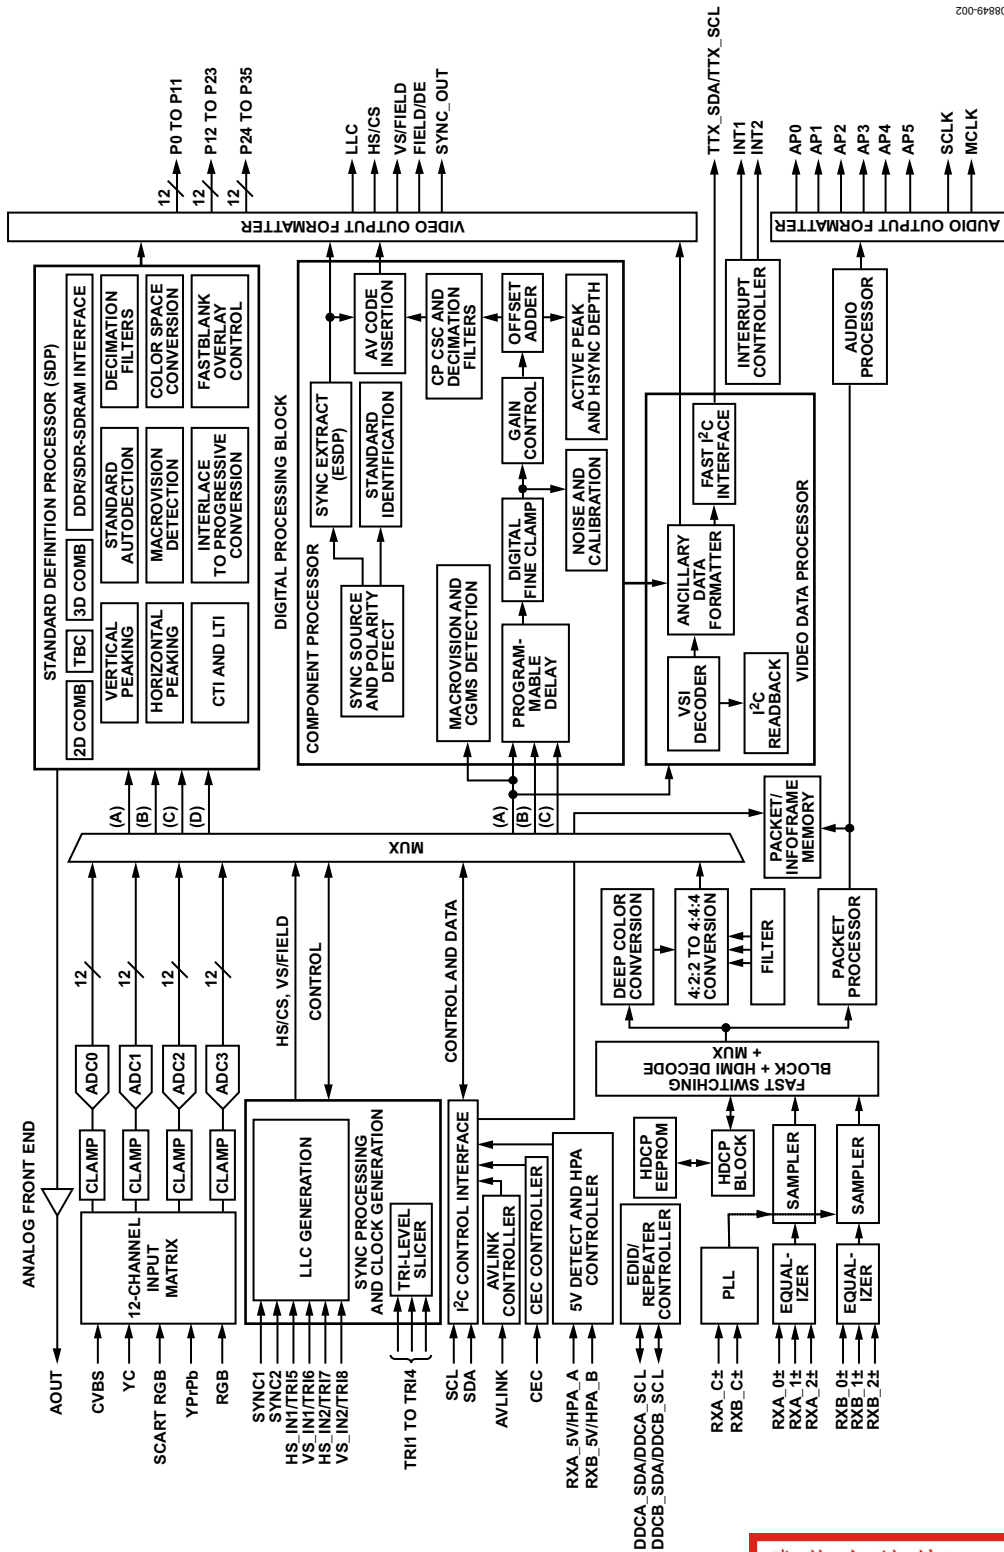 08849-002
ANALOG FRONT END
AOUT
CVBS
YC
SCART RGB
YPrPb
RGB
12-CHANNEL
INPUT
MATRIX
CLAMP
CLAMP
CLAMP
CLAMP
ADC0
ADC1
ADC2
ADC3
12
12
12
12
SYNC1
SYNC2
HS_IN1/TRI5
VS_IN1/TRI6
HS_IN2/TRI7
VS_IN2/TRI8
TRI1 TO TRI4
LLC GENERATION
SYNC PROCESSING
AND CLOCK GENERATION
TRI-LEVEL
SLICER
HS/CS, VS/FIELD
CONTROL
SCL
SDA
AVLINK
CEC
RXA_5V/HPA_A
RXB_5V/HPA_B
I2C CONTROL INTERFACE
AVLINK
CONTROLLER
CEC CONTROLLER
5V DETECT AND HPA
CONTROLLER
CONTROL AND DATA
DDCA_SDA/DDCA_SCL
DDCB_SDA/DDCB_SCL
EDID/
REPEATER
CONTROLLER
HDCP
EEPROM
HDCP
BLOCK
RXA_C±
RXB_C±
PLL
RXA_0±
RXA_1±
RXA_2±
EQUAL-
IZER
SAMPLER
RXB_0±
RXB_1±
RXB_2±
EQUAL-
IZER
SAMPLER
FAST SWITCHING
BLOCK + HDMI DECODE
+ MUX
DEEP COLOR
CONVERSION
4:2:2 TO 4:4:4
CONVERSION
FILTER
PACKET
PROCESSOR
PACKET/
INFOFRAME
MEMORY
MUX
(A)
(B)
(C)
(D)
(A)
(B)
(C)
STANDARD DEFINITION PROCESSOR (SDP)
2D COMB
TBC
3D COMB
DDR/SDR-SDRAM INTERFACE
VERTICAL
PEAKING
STANDARD
AUTODECTION
DECIMATION
FILTERS
HORIZONTAL
PEAKING
MACROVISION
DETECTION
COLOR SPACE
CONVERSION
CTI AND LTI
INTERLACE
TO PROGRESSIVE
CONVERSION
FASTBLANK
OVERLAY
CONTROL
DIGITAL PROCESSING BLOCK
COMPONENT PROCESSOR
SYNC SOURCE
AND POLARITY
DETECT
SYNC EXTRACT
(ESDP)
STANDARD
IDENTIFICATION
AV CODE
INSERTION
MACROVISION AND
CGMS DETECTION
CP CSC AND
DECIMATION
FILTERS
PROGRAM-
MABLE
DELAY
DIGITAL
FINE CLAMP
GAIN
CONTROL
OFFSET
ADDER
NOISE AND
CALIBRATION
ACTIVE PEAK
AND HSYNC DEPTH
VSI
DECODER
ANCILLARY
DATA
FORMATTER
FAST I2C
INTERFACE
I2C
READBACK
VIDEO DATA PROCESSOR
INTERRUPT
CONTROLLER
AUDIO
PROCESSOR
VIDEO OUTPUT FORMATTER
AUDIO OUTPUT FORMATTER
12
12
12
P0 TO P11
P12 TO P23
P24 TO P35
LLC
HS/CS
VS/FIELD
FIELD/DE
SYNC_OUT
TTX_SDA/TTX_SCL
INT1
INT2
AP0
AP1
AP2
AP3
AP4
AP5
SCLK
MCLK